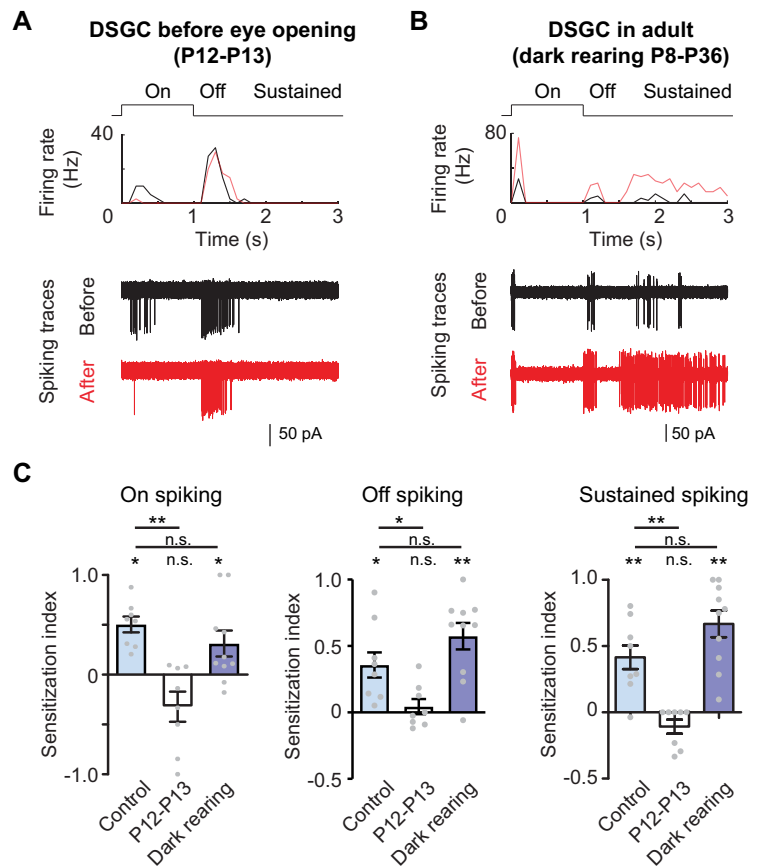 A
DSGC before eye opening
(P12-P13)
On Off Sustained
40
Firing rate
(Hz)
0 1 2 3
Time (s)
Spiking traces
Before
After
50 pA
B
DSGC in adult
(dark rearing P8-P36)
On Off Sustained
80
Firing rate
(Hz)
0 1 2 3
Time (s)
Spiking traces
Before
After
50 pA
C
On spiking
**
n.s.
* n.s. *
1.0
0
-1.0
Sensitization index
Control
P12-P13
Dark rearing
Off spiking
*
n.s.
* n.s. **
1.0
0.5
0
-0.5
Sensitization index
Control
P12-P13
Dark rearing
Sustained spiking
**
n.s.
** n.s. **
1.0
0.5
0
-0.5
Sensitization index
Control
P12-P13
Dark rearing